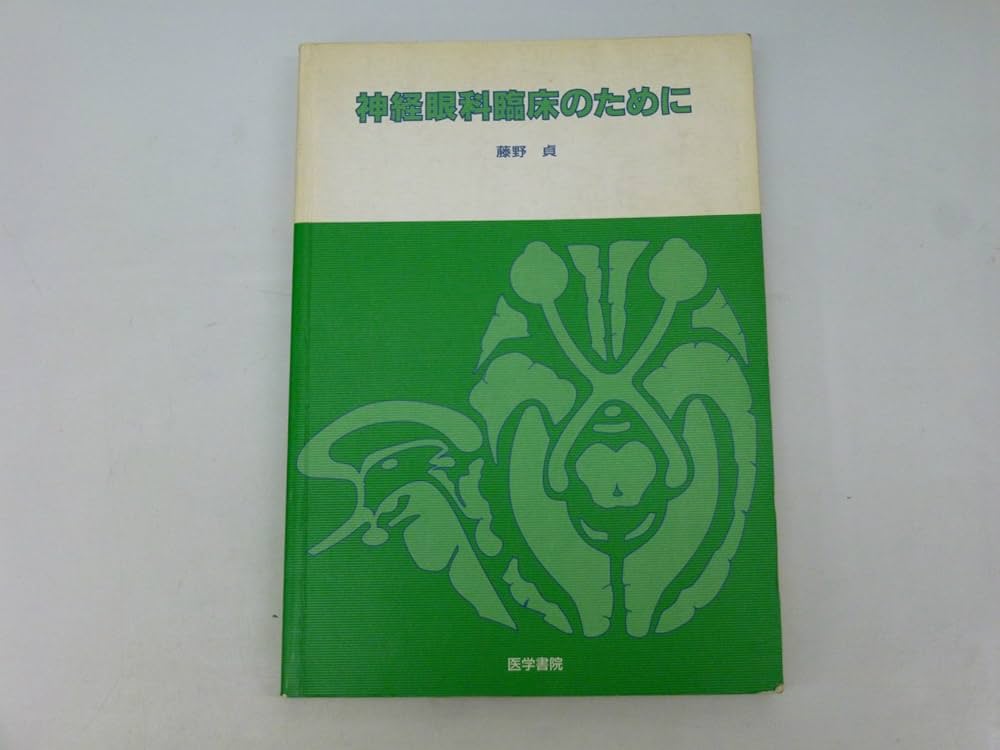 神経眼科臨床のために
藤野 貞
医学書院